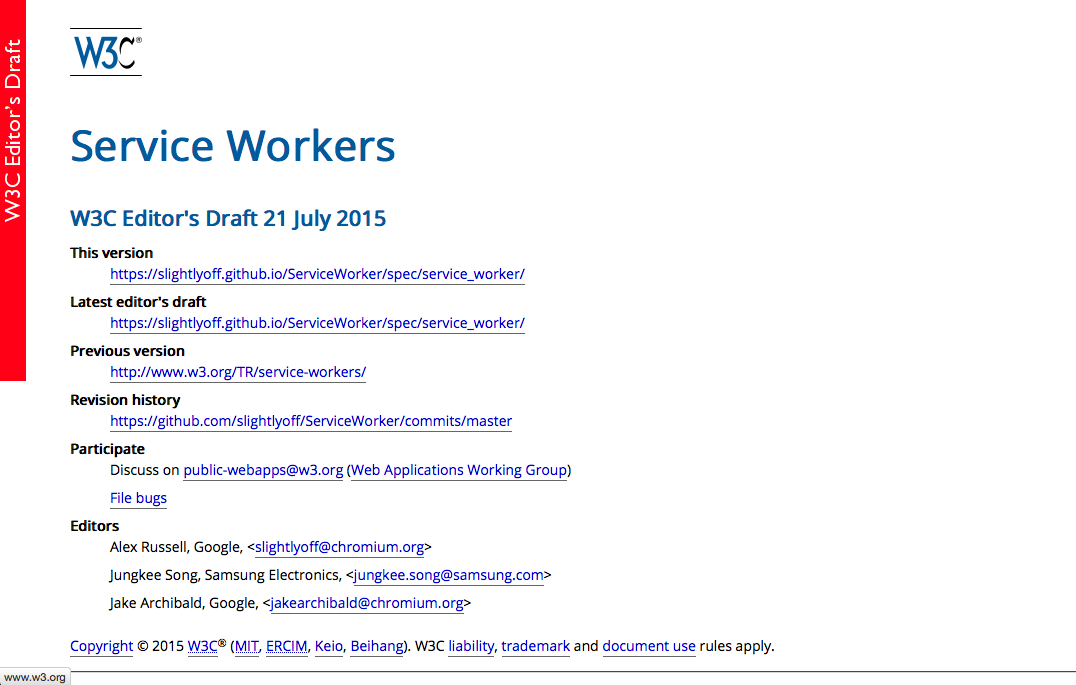 W3C Editor's Draft
W3C®
Service Workers
W3C Editor's Draft 21 July 2015
This version
https://slightlyoff.github.io/ServiceWorker/spec/service_worker/
Latest editor's draft
https://slightlyoff.github.io/ServiceWorker/spec/service_worker/
Previous version
http://www.w3.org/TR/service-workers/
Revision history
https://github.com/slightlyoff/ServiceWorker/commits/master
Participate
Discuss on public-webapps@w3.org (Web Applications Working Group)
File bugs
Editors
Alex Russell, Google, <slightlyoff@chromium.org>
Jungkee Song, Samsung Electronics, <jungkee.song@samsung.com>
Jake Archibald, Google, <jakearchibald@chromium.org>
Copyright © 2015 W3C® (MIT, ERCIM, Keio, Beihang). W3C liability, trademark and document use rules apply.
www.w3.org